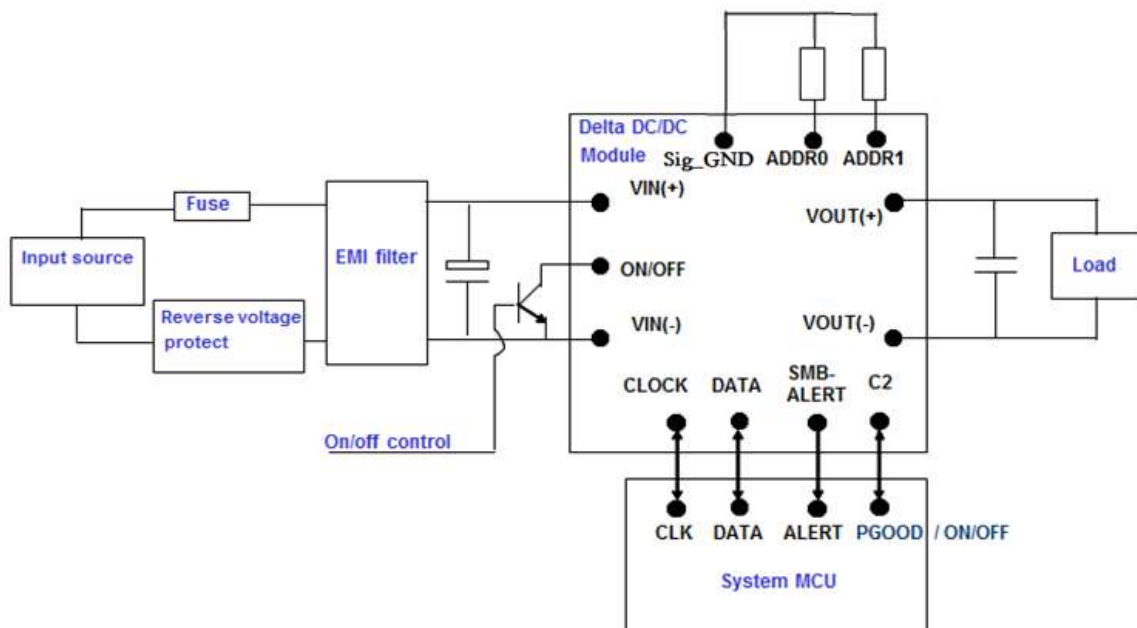 Delta DC/DC
Module
Sig_GND ADDR0 ADDR1
VIN(+)
VOUT(+)
Fuse
Input source
EMI filter
ON/OFF
Load
Reverse voltage
protect
VIN(-)
VOUT(-)
CLOCK DATA SMB-
ALERT C2
On/off control
CLK DATA ALERT PGOOD / ON/OFF
System MCU